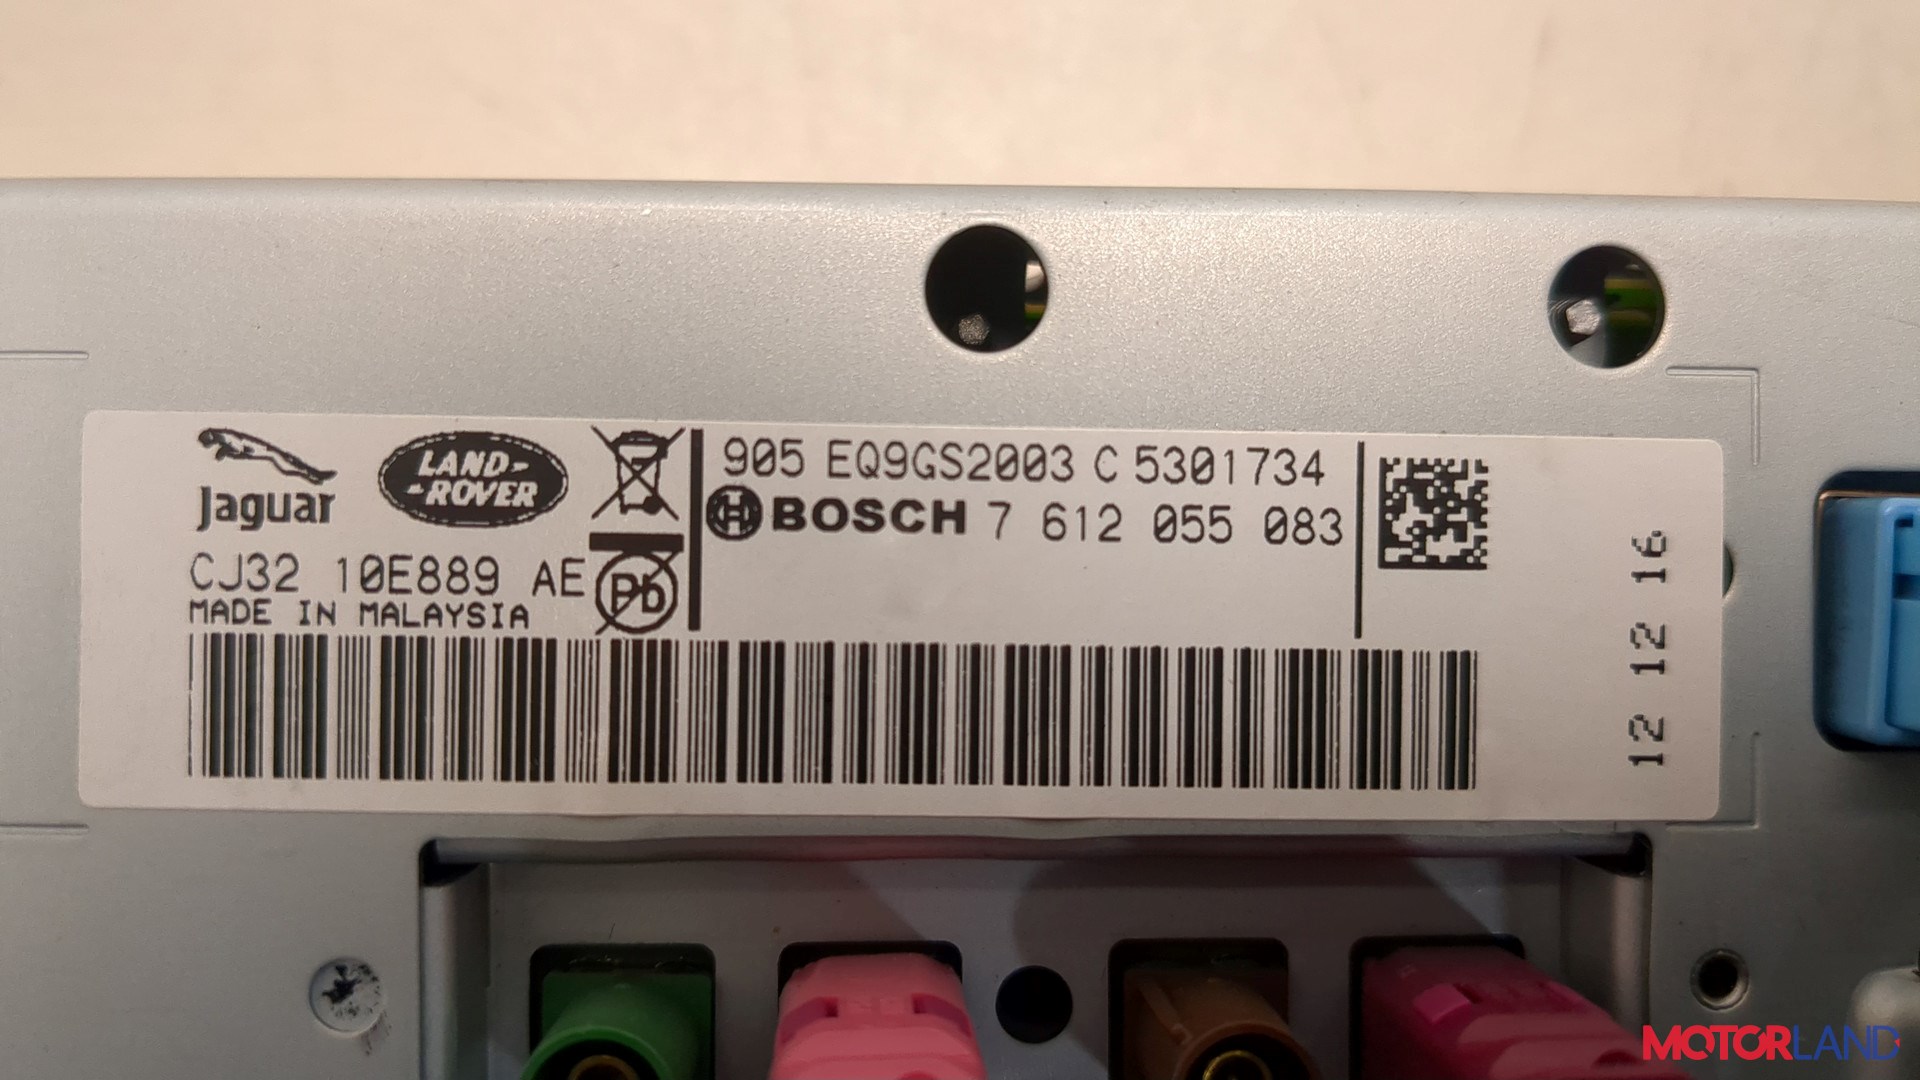 Jaguar
LAND-
-ROVER
CJ32 10E889 AE
MADE IN MALAYSIA
Pb
905 EQ9GS2003 C 5301734
BOSCH 7 612 055 083
12 12 16
MOTORLAND